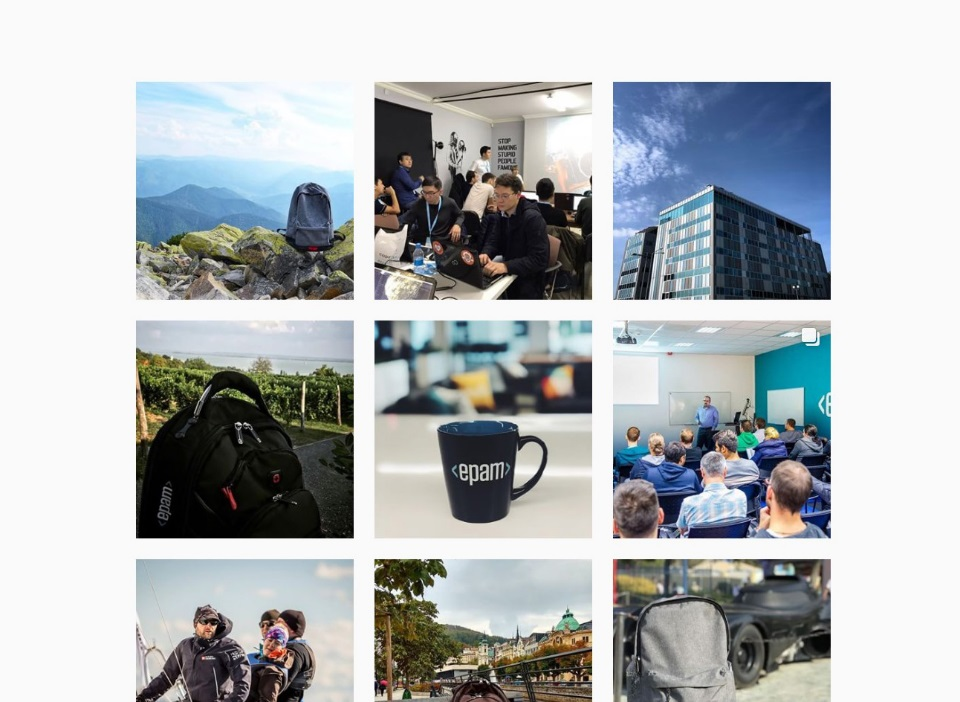 STOP
MAKING
STUPID
PEOPLE
FAMOUS
<epam>
<epam>
<e